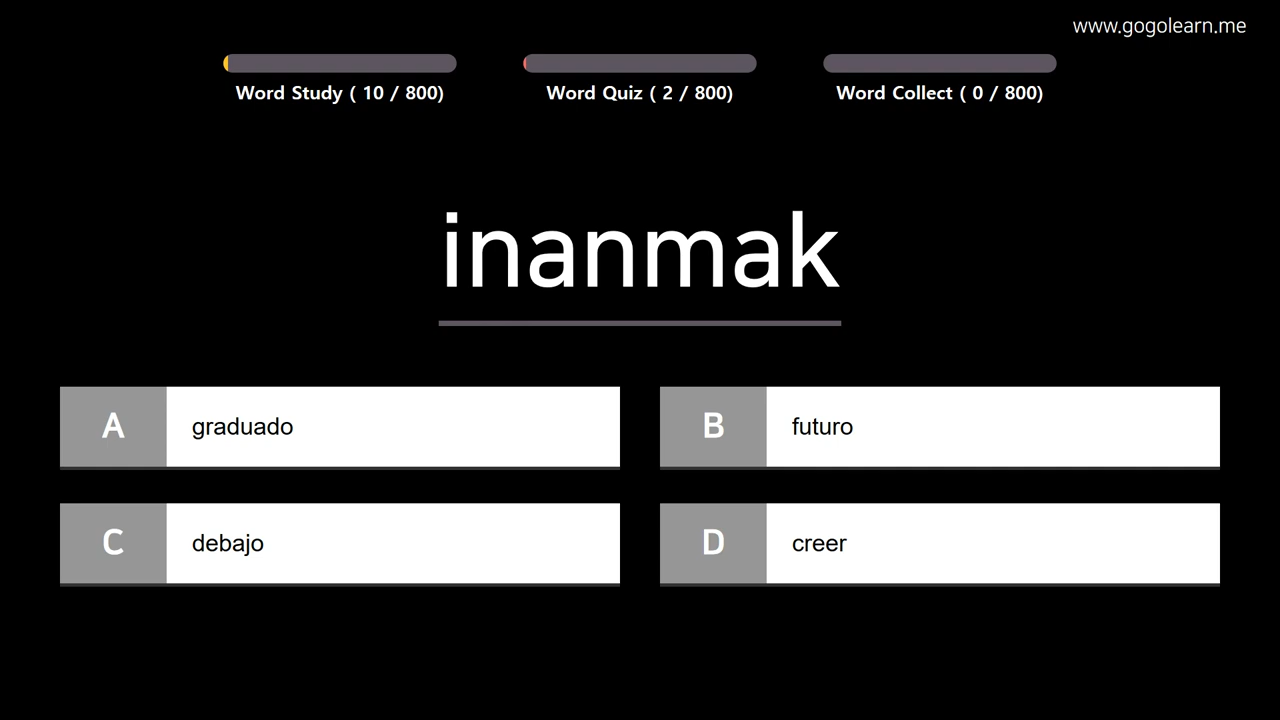 www.gogolearn.me
Word Study ( 10 / 800)
Word Quiz ( 2 / 800)
Word Collect ( 0 / 800)
inanmak
A graduado
B futuro
C debajo
D creer